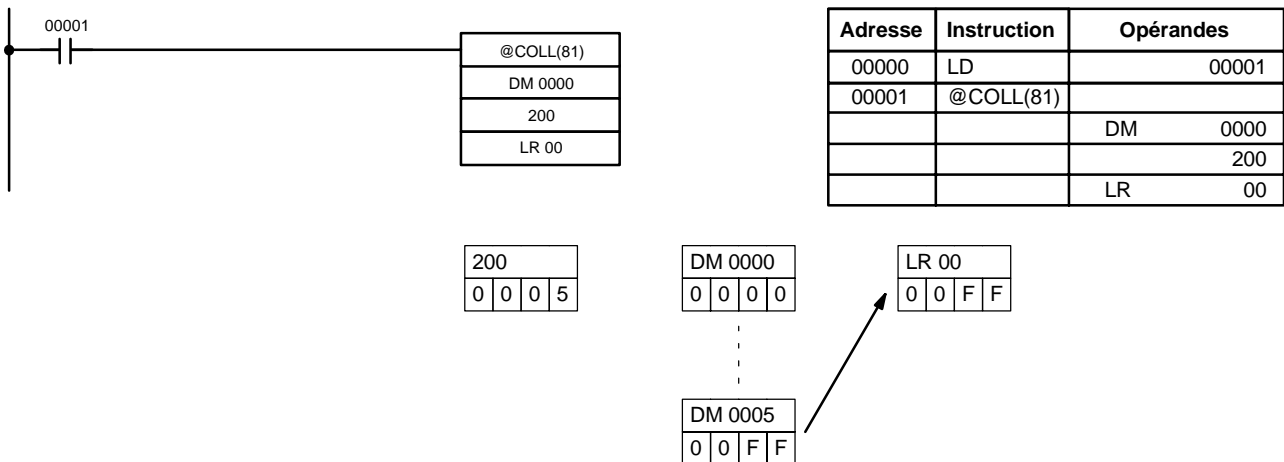 00001
@COLL(81)
DM 0000
200
LR 00
Adresse Instruction Opérandes
00000 LD 00001
00001 @COLL(81)
DM 0000
200
LR 00
200 DM 0000 LR 00
0 0 0 5 0 0 0 0 0 0 F F
DM 0005
0 0 F F